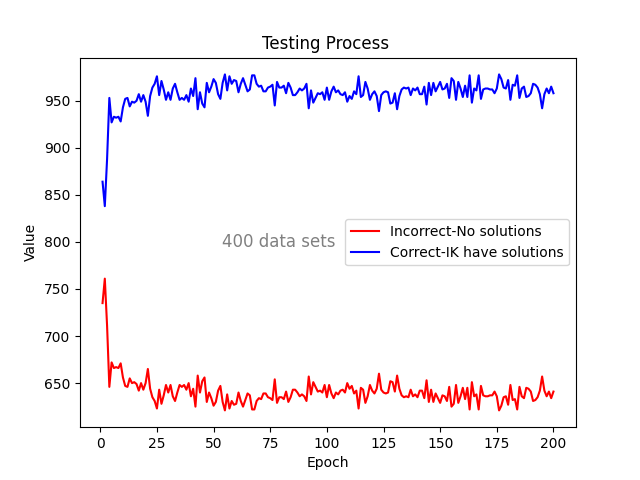 Testing Process
Value
950
900
850
800
750
700
650
400 data sets
Incorrect-No solutions
Correct-IK have solutions
0 25 50 75 100 125 150 175 200
Epoch